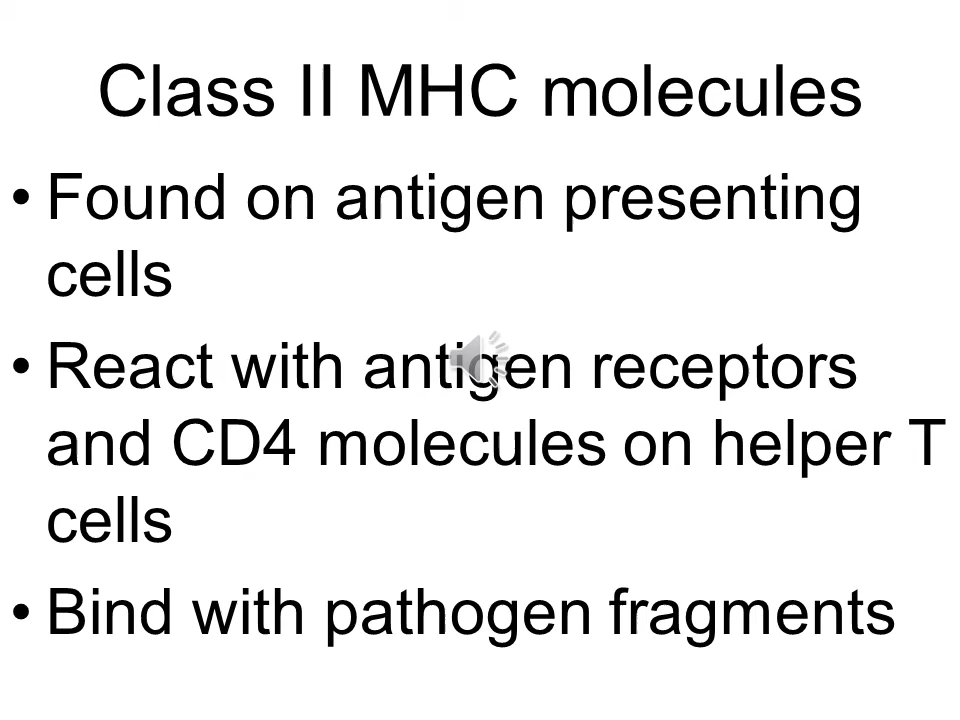 Class II MHC molecules
• Found on antigen presenting
cells
• React with antigen receptors
and CD4 molecules on helper T
cells
• Bind with pathogen fragments